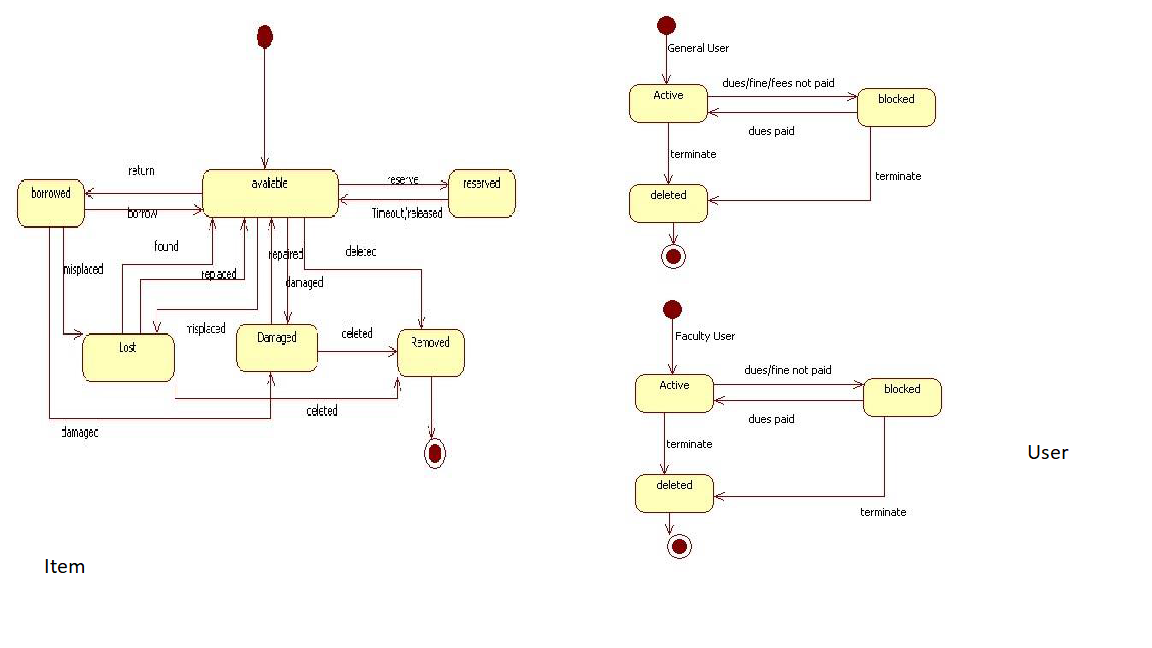 General User
dues/fine/fees not paid
Active
blocked
dues paid
terminate
terminate
deleted
return
borrowed
available
reserve
reserved
borrow
Timeout/released
found
misplaced
replaced
repaired
damaged
deleted
misplaced
Lost
Damaged
deleted
Removed
deleted
damaged
Faculty User
dues/fine not paid
Active
blocked
dues paid
terminate
deleted
terminate
User
Item